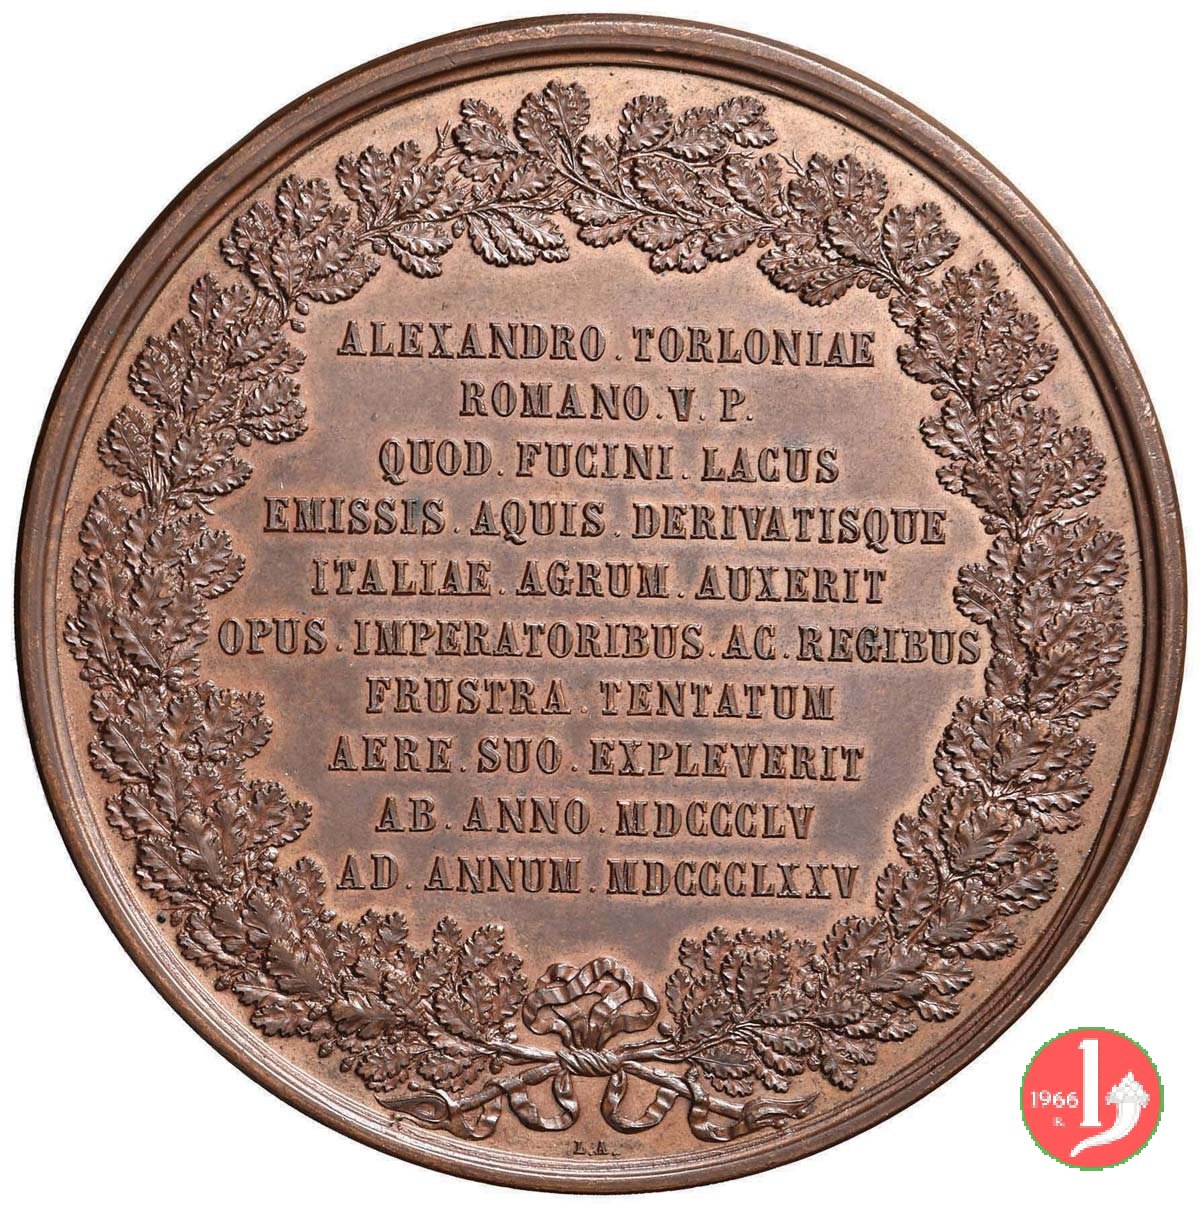 ALEXANDRO . TORLONIAE
ROMANO . V . P.
QUOD . FUCINI . LACUS
EMISSIS . AQUIS . DERIVATISQUE
ITALIAE . AGRUM . AUXERIT
OPUS . IMPERATORIBUS . AC . REGIBUS
FRUSTRA . TENTATUM
AERE . SUO . EXPLEVERIT
AB . ANNO . MDCCCLV
AD . ANNUM . MDCCCLXXV
L.A.
1966
R
1